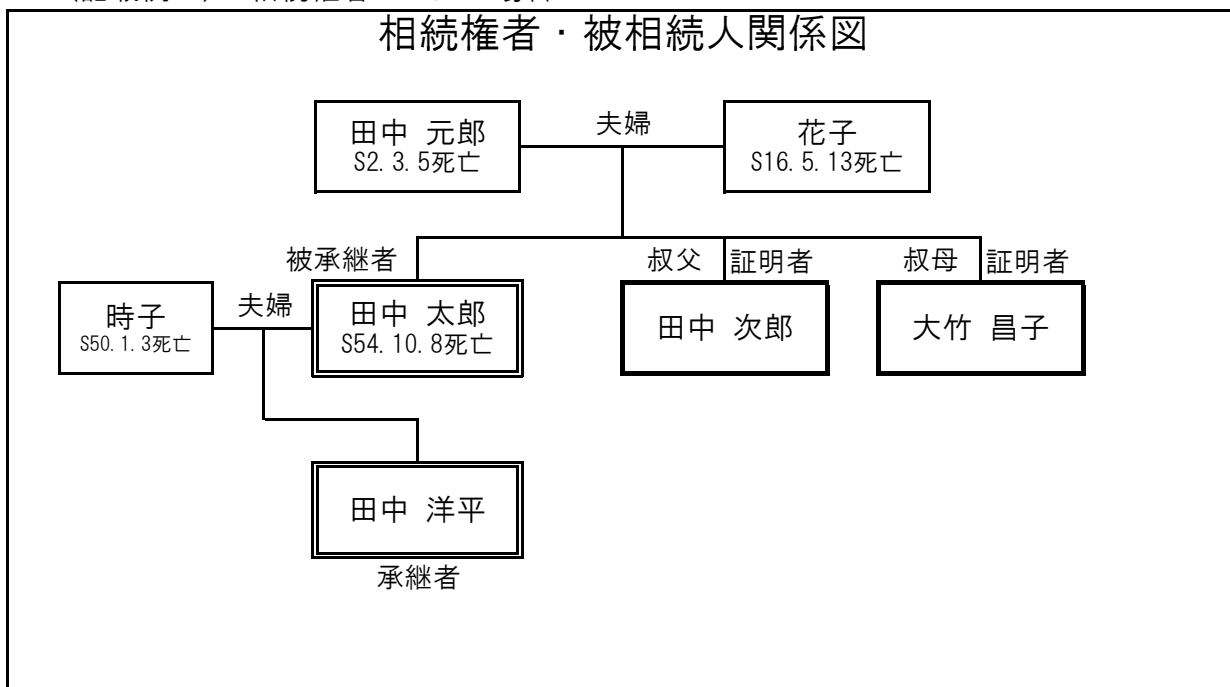 相続権者・被相続人関係図
田中 元郎
S2.3.5死亡
夫婦
花子
S16.5.13死亡
被承継者
叔父
証明者
叔母
証明者
時子
S50.1.3死亡
夫婦
田中 太郎
S54.10.8死亡
田中 次郎
大竹 昌子
田中 洋平
承継者